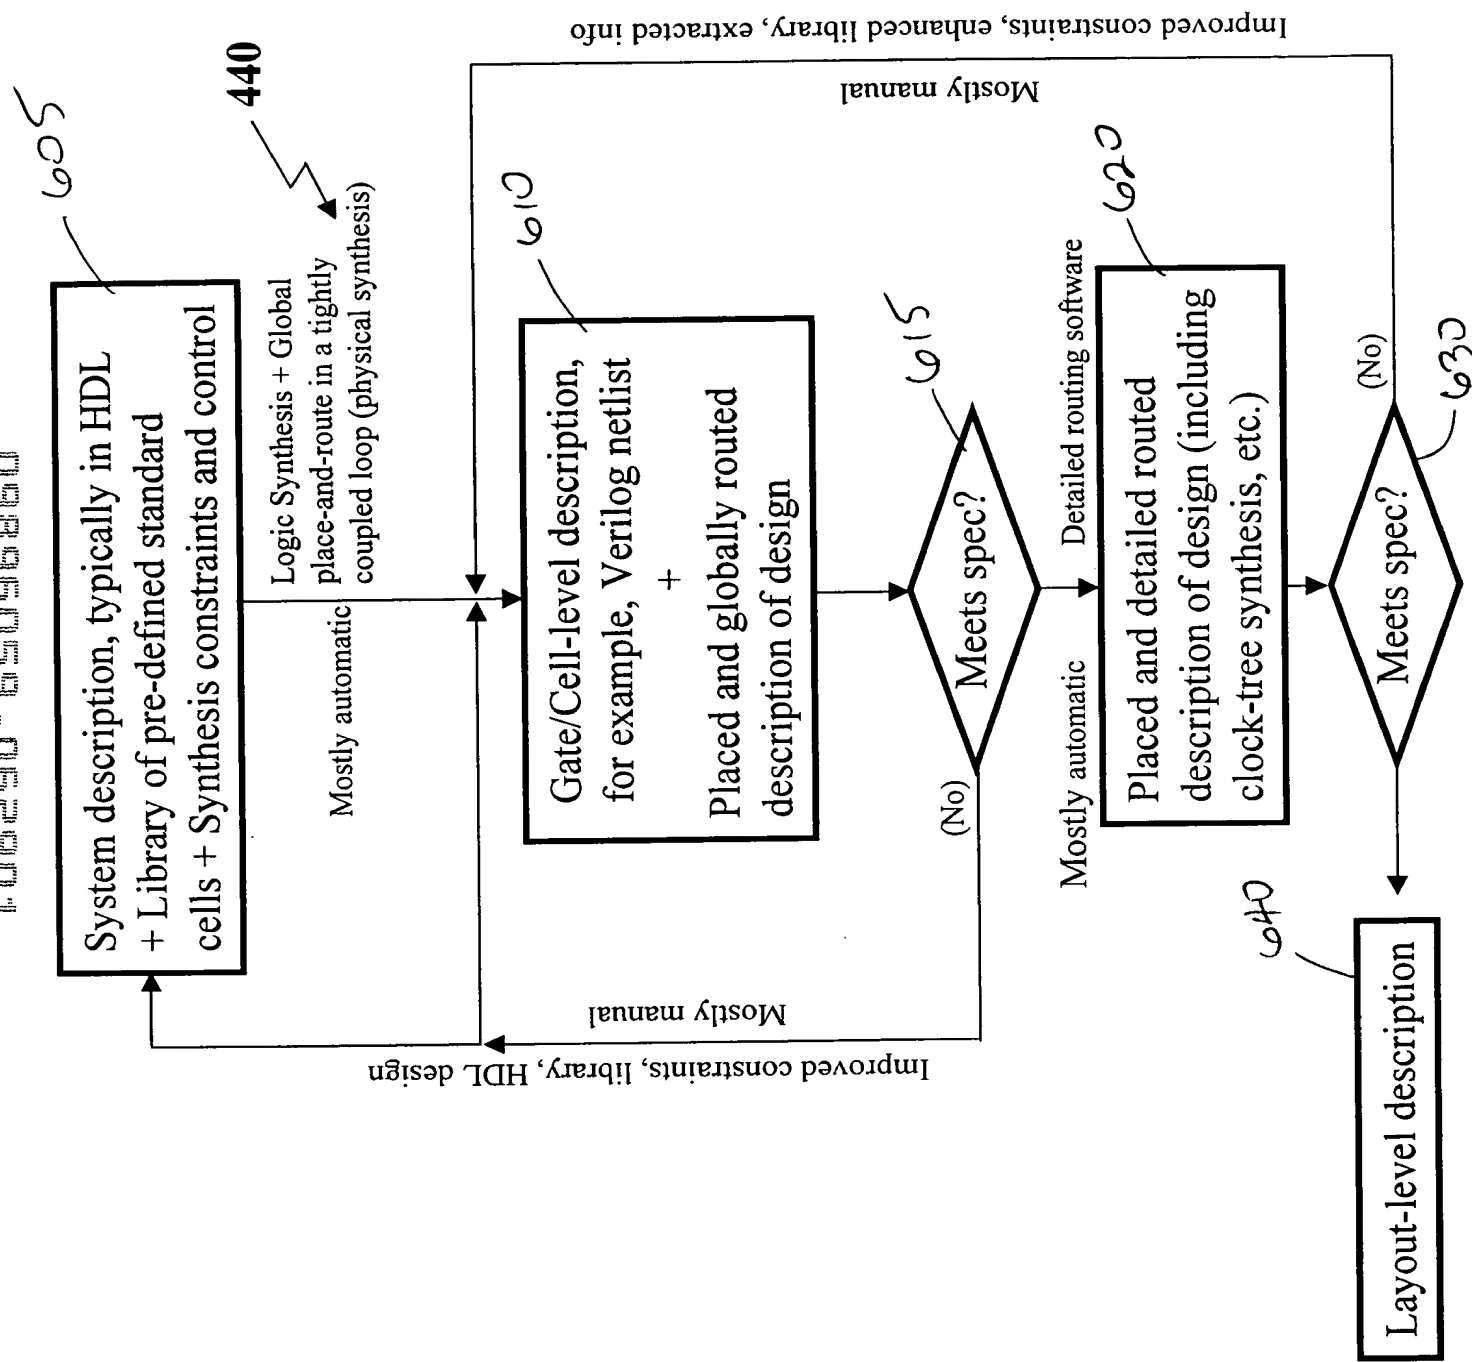 09896059.062901
605
System description, typically in HDL
+ Library of pre-defined standard
cells + Synthesis constraints and control
440
Logic Synthesis + Global
place-and-route in a tightly
coupled loop (physical synthesis)
Mostly automatic
610
Gate/Cell-level description,
for example, Verilog netlist
+
Placed and globally routed
description of design
615
Meets spec?
(No)
Mostly manual
Improved constraints, library, HDL design
Mostly automatic
Detailed routing software
620
Placed and detailed routed
description of design (including
clock-tree synthesis, etc.)
630
Meets spec?
(No)
Mostly manual
Improved constraints, enhanced library, extracted info
640
Layout-level description